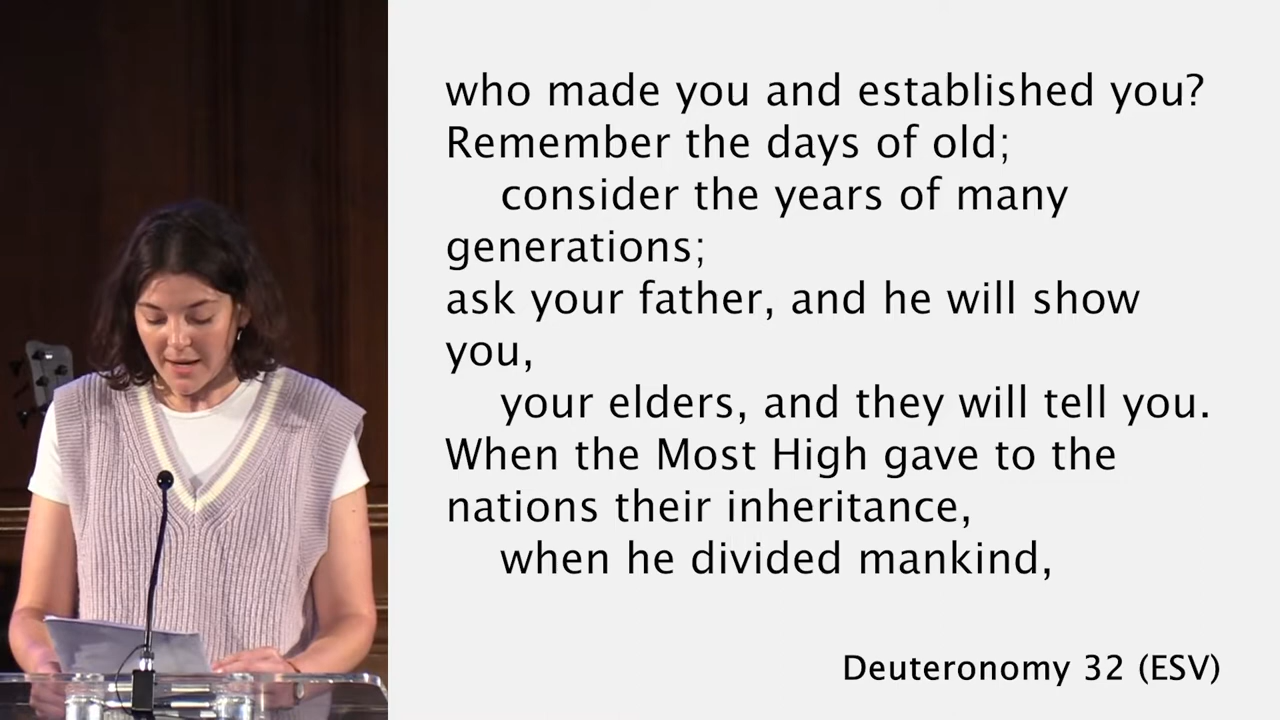 who made you and established you?
Remember the days of old;
consider the years of many
generations;
ask your father, and he will show
you,
your elders, and they will tell you.
When the Most High gave to the
nations their inheritance,
when he divided mankind,
Deuteronomy 32 (ESV)